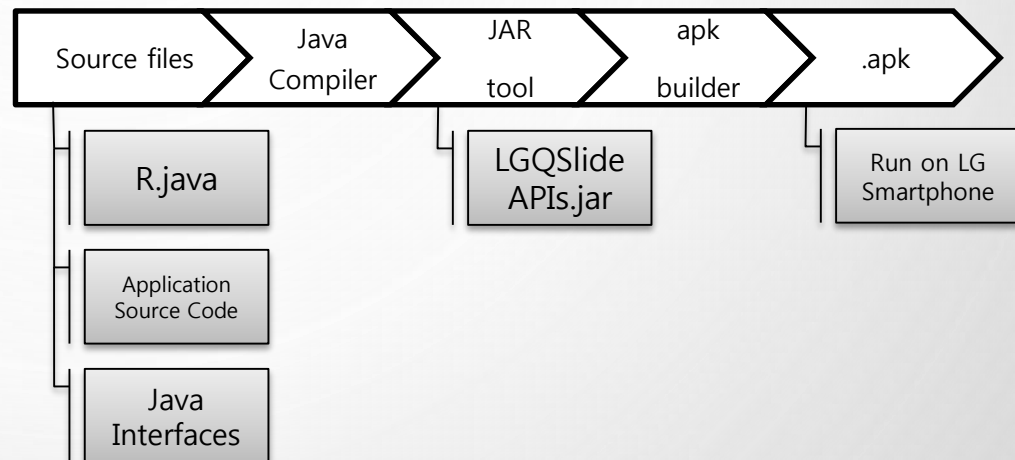 Source files
Java
Compiler
JAR
tool
apk
builder
.apk
R.java
Application
Source Code
Java
Interfaces
LGQSlide
APIs.jar
Run on LG
Smartphone